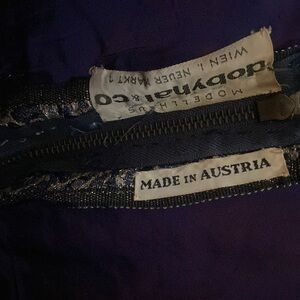 MODELLHAUS
dobyhal & CO
WIEN I. NEUER MARKT 1
MADE IN AUSTRIA